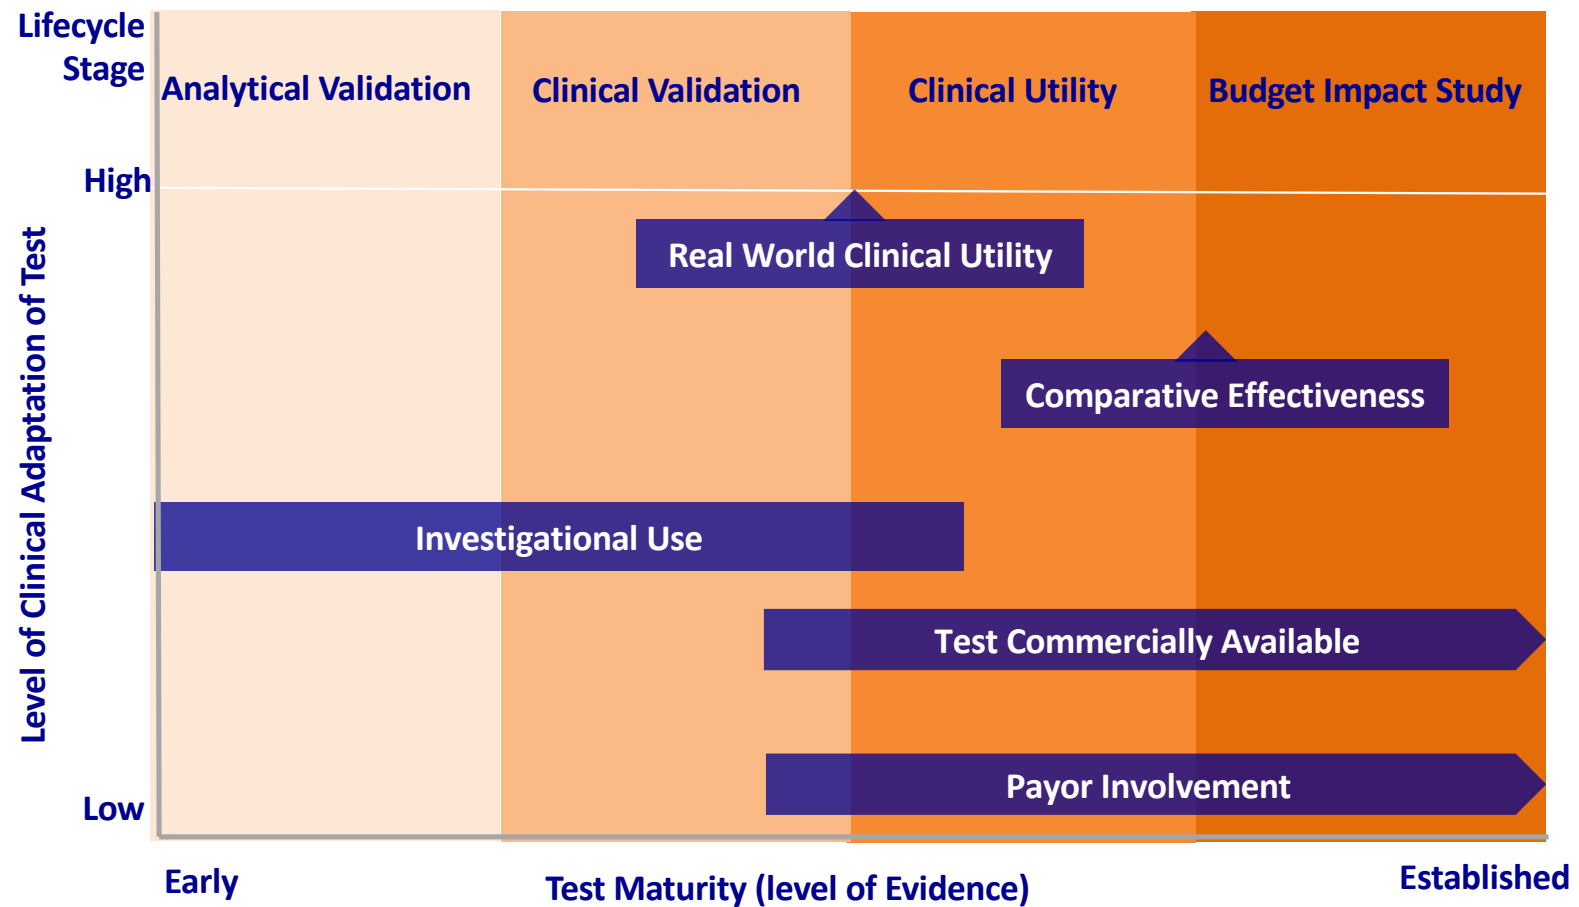 Lifecycle
Stage
Analytical Validation
Clinical Validation
Clinical Utility
Budget Impact Study
High
Level of Clinical Adaptation of Test
Real World Clinical Utility
Comparative Effectiveness
Investigational Use
Test Commercially Available
Payor Involvement
Low
Early
Test Maturity (level of Evidence)
Established